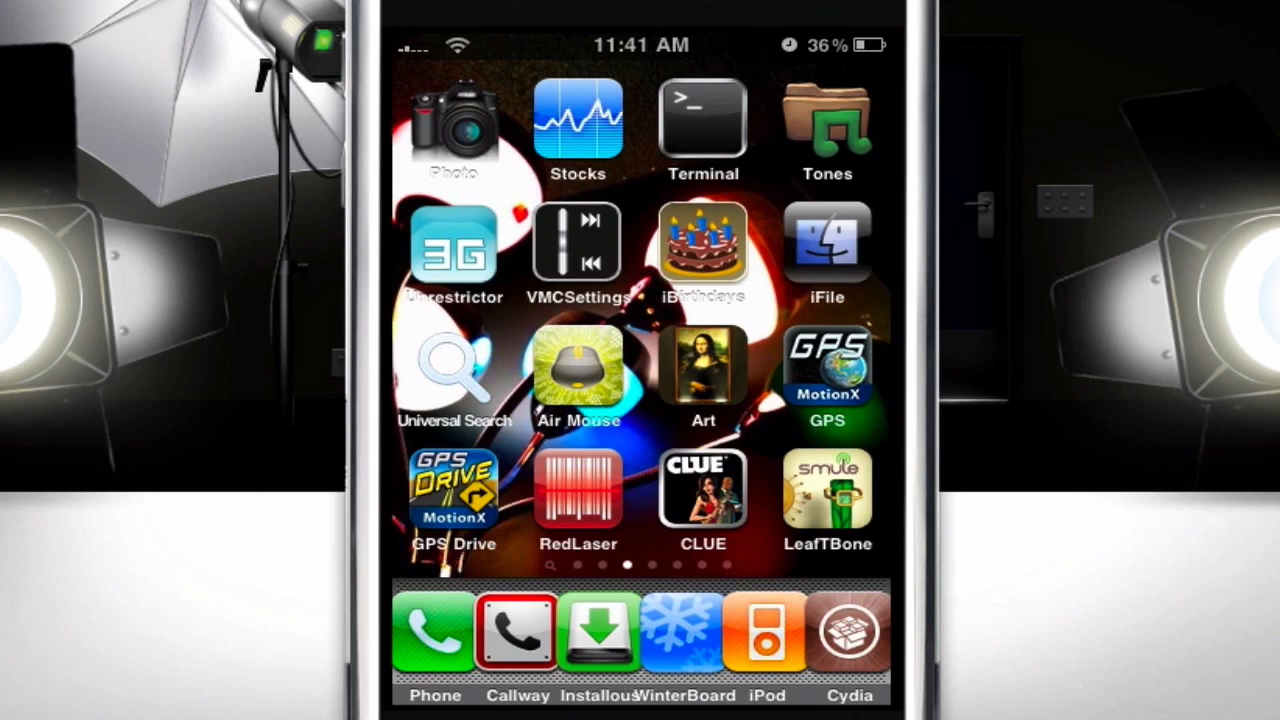 11:41 AM
36%
Photo
Stocks
>_
Terminal
Tones
3G
Unrestrictor
VMCSettings
iBirthdays
iFile
Universal Search
Air Mouse
Art
GPS
MotionX
GPS
GPS
DRIVE
MotionX
GPS Drive
RedLaser
CLUE
CLUE
smule
LeafTBone
Phone
Callway
Installous
WinterBoard
iPod
Cydia